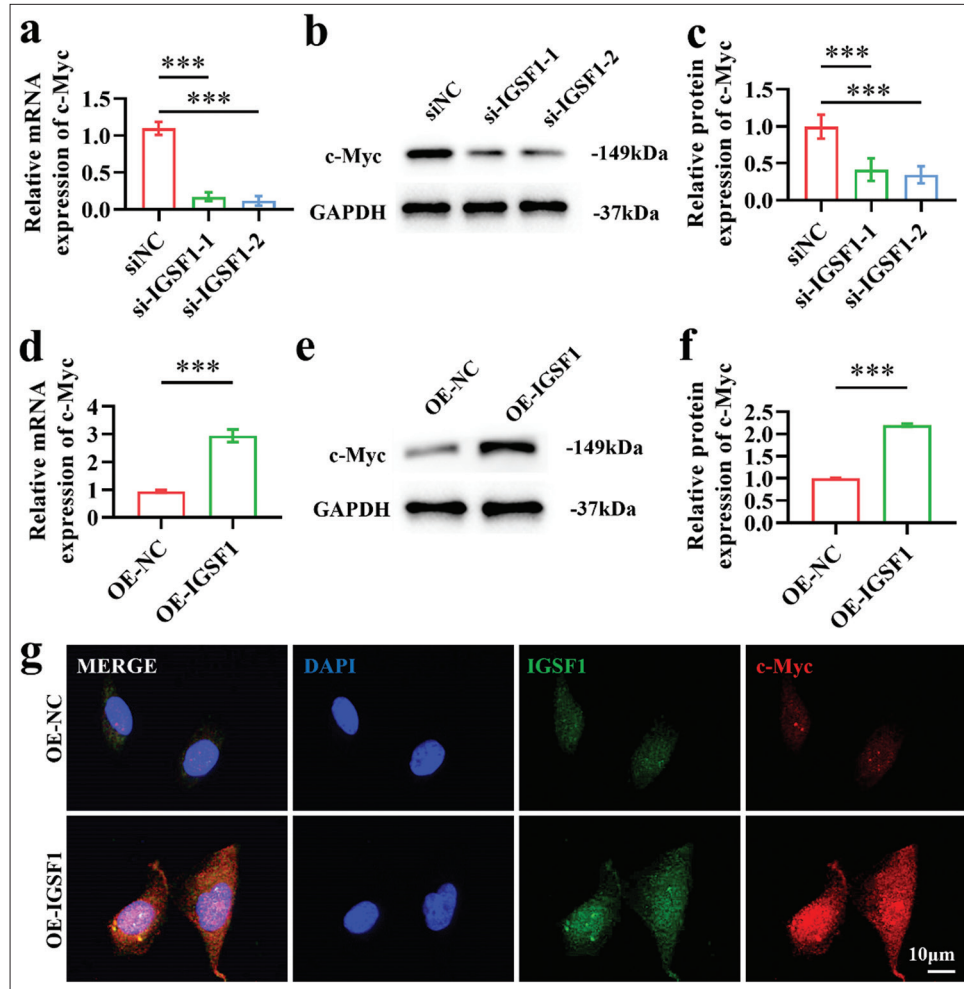 a
Relative mRNA
expression of c-Myc
***
***
1.5
1.0
0.5
0.0
siNC
si-IGSF1-1
si-IGSF1-2
b
siNC
si-IGSF1-1
si-IGSF1-2
c-Myc
-149kDa
GAPDH
-37kDa
c
Relative protein
expression of c-Myc
***
***
1.5
1.0
0.5
0.0
siNC
si-IGSF1-1
si-IGSF1-2
d
Relative mRNA
expression of c-Myc
***
4
3
2
1
0
OE-NC
OE-IGSF1
e
OE-NC
OE-IGSF1
c-Myc
-149kDa
GAPDH
-37kDa
f
Relative protein
expression of c-Myc
***
2.5
2.0
1.5
1.0
0.5
0.0
OE-NC
OE-IGSF1
g
MERGE
DAPI
IGSF1
c-Myc
OE-NC
OE-IGSF1
10μm